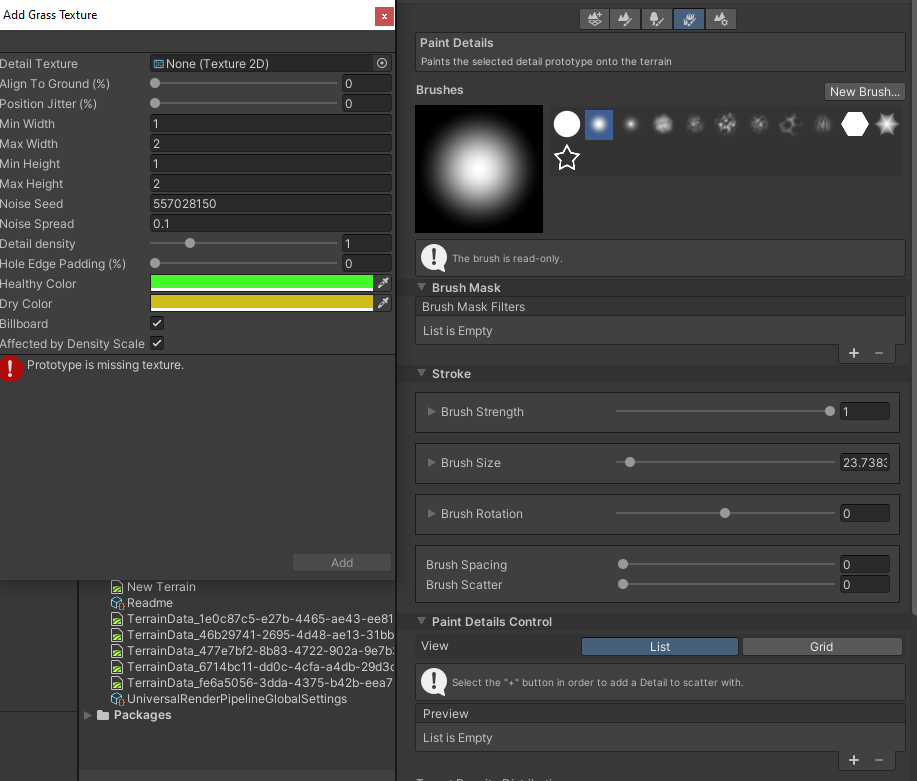 Add Grass Texture
x
Detail Texture
None (Texture 2D)
Align To Ground (%)
0
Position Jitter (%)
0
Min Width
1
Max Width
2
Min Height
1
Max Height
2
Noise Seed
557028150
Noise Spread
0.1
Detail density
1
Hole Edge Padding (%)
0
Healthy Color
Dry Color
Billboard
Affected by Density Scale
Prototype is missing texture.
Add
New Terrain
Readme
TerrainData_1e0c87c5-e27b-4465-ae43-ee81
TerrainData_46b29741-2695-4d48-ae13-31bb
TerrainData_477e7bf2-8b83-4722-902a-9e7b
TerrainData_6714bc11-dd0c-4cfa-a4db-29d3
TerrainData_fe6a5056-3dda-4375-b42b-eea7
UniversalRenderPipelineGlobalSettings
Packages
Paint Details
Paints the selected detail prototype onto the terrain
Brushes
New Brush...
The brush is read-only.
Brush Mask
Brush Mask Filters
List is Empty
+ −
Stroke
Brush Strength
1
Brush Size
23.738
Brush Rotation
0
Brush Spacing
0
Brush Scatter
0
Paint Details Control
View
List
Grid
Select the "+" button in order to add a Detail to scatter with.
Preview
List is Empty
+ −